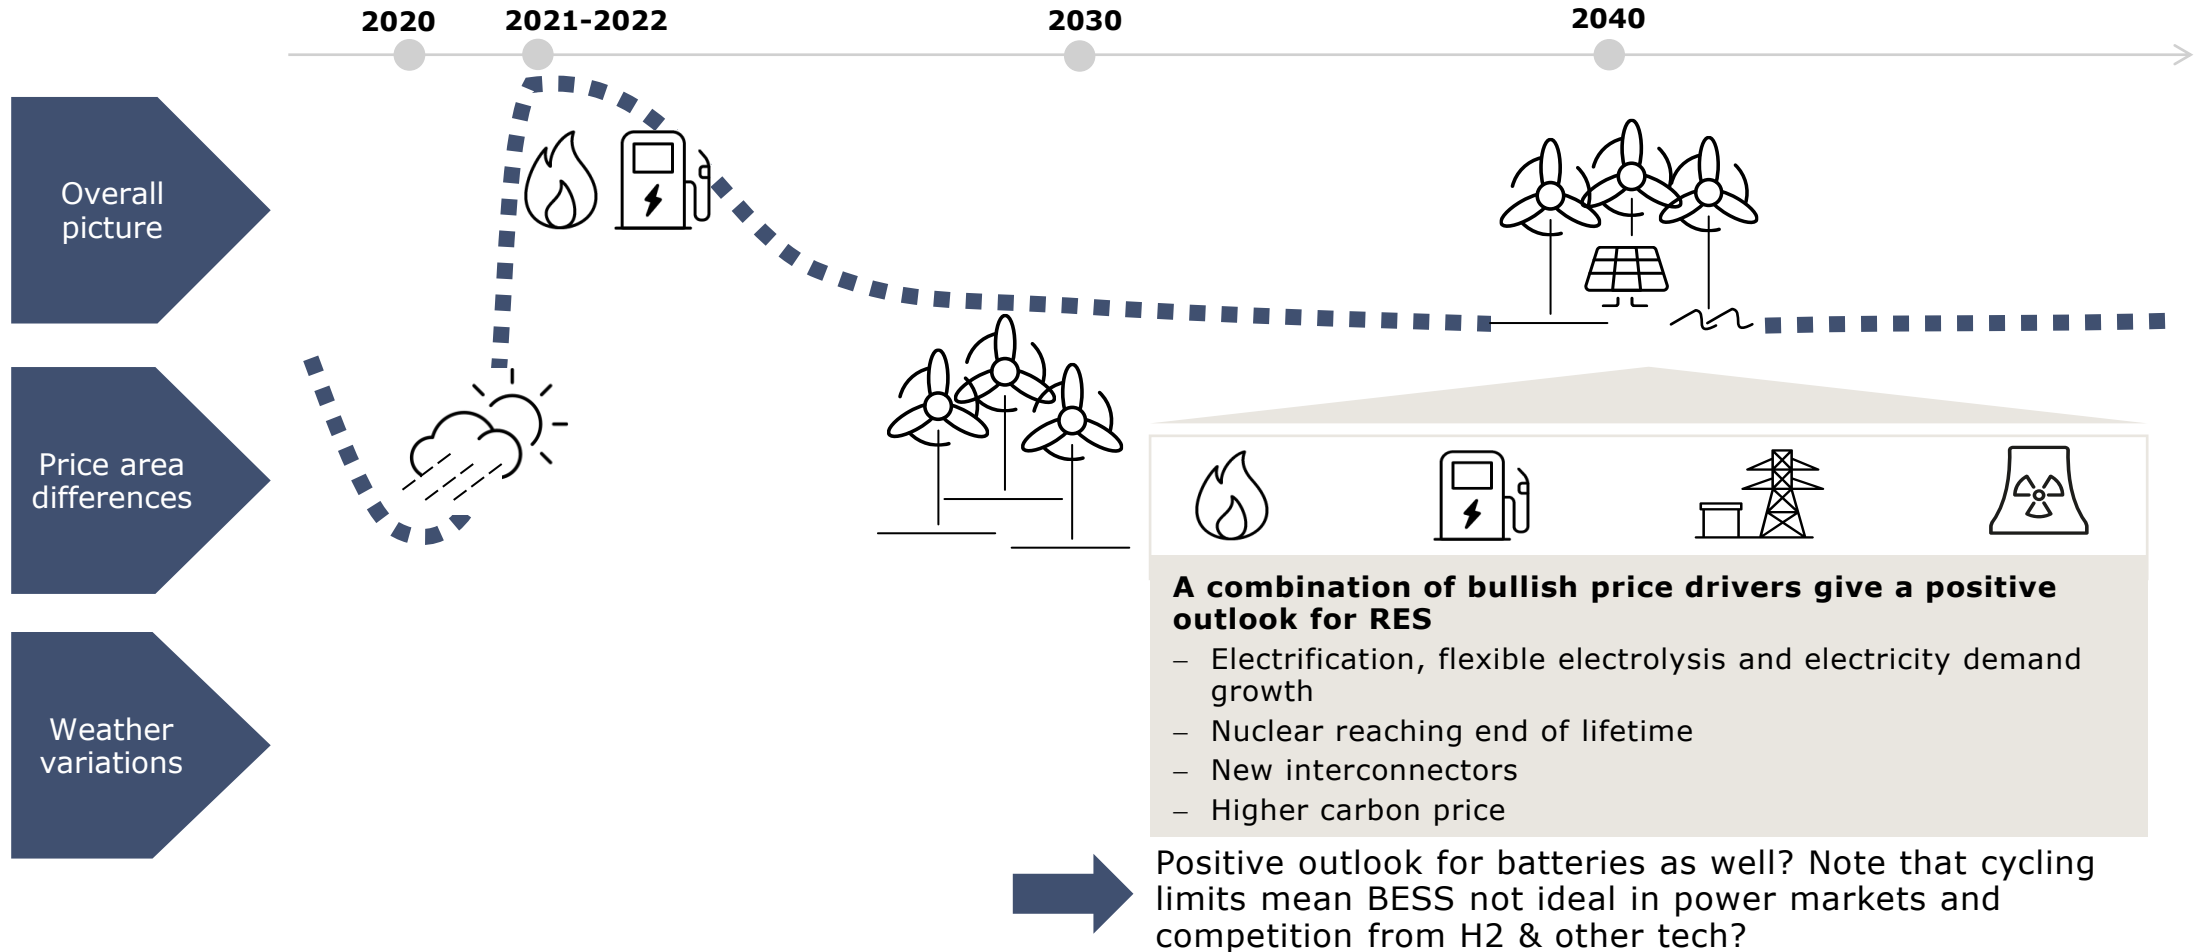 2020
2021-2022
2030
2040
Overall
picture
Price area
differences
Weather
variations
A combination of bullish price drivers give a positive
outlook for RES
– Electrification, flexible electrolysis and electricity demand
growth
– Nuclear reaching end of lifetime
– New interconnectors
– Higher carbon price
Positive outlook for batteries as well? Note that cycling
limits mean BESS not ideal in power markets and
competition from H2 & other tech?